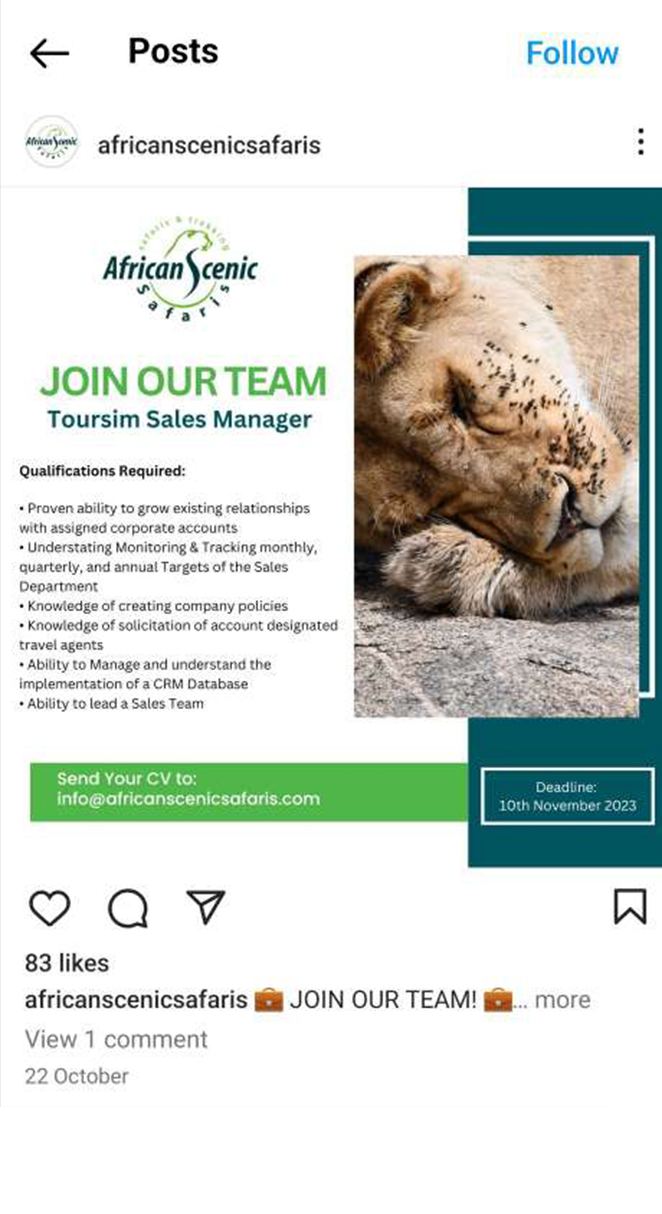 Posts
Follow
AfricanScenic
Safaris
africanscenicsafaris
safaris & trekking
AfricanScenic
Safaris
JOIN OUR TEAM
Toursim Sales Manager
Qualifications Required:
• Proven ability to grow existing relationships
with assigned corporate accounts
• Understating Monitoring & Tracking monthly,
quarterly, and annual Targets of the Sales
Department
• Knowledge of creating company policies
• Knowledge of solicitation of account designated
travel agents
• Ability to Manage and understand the
implementation of a CRM Database
• Ability to lead a Sales Team
Send Your CV to:
info@africanscenicsafaris.com
Deadline:
10th November 2023
83 likes
africanscenicsafaris 💼 JOIN OUR TEAM! 💼... more
View 1 comment
22 October